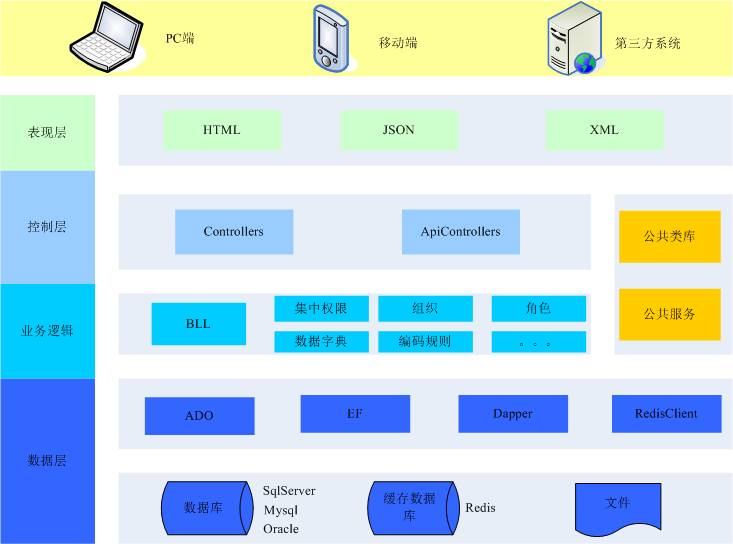 PC端
移动端
第三方系统
表现层
HTML
JSON
XML
控制层
Controllers
ApiControllers
公共类库
业务逻辑
BLL
集中权限
组织
角色
数据字典
编码规则
。。。
公共服务
数据层
ADO
EF
Dapper
RedisClient
数据库
SqlServer
Mysql
Oracle
缓存数据
库
Redis
文件